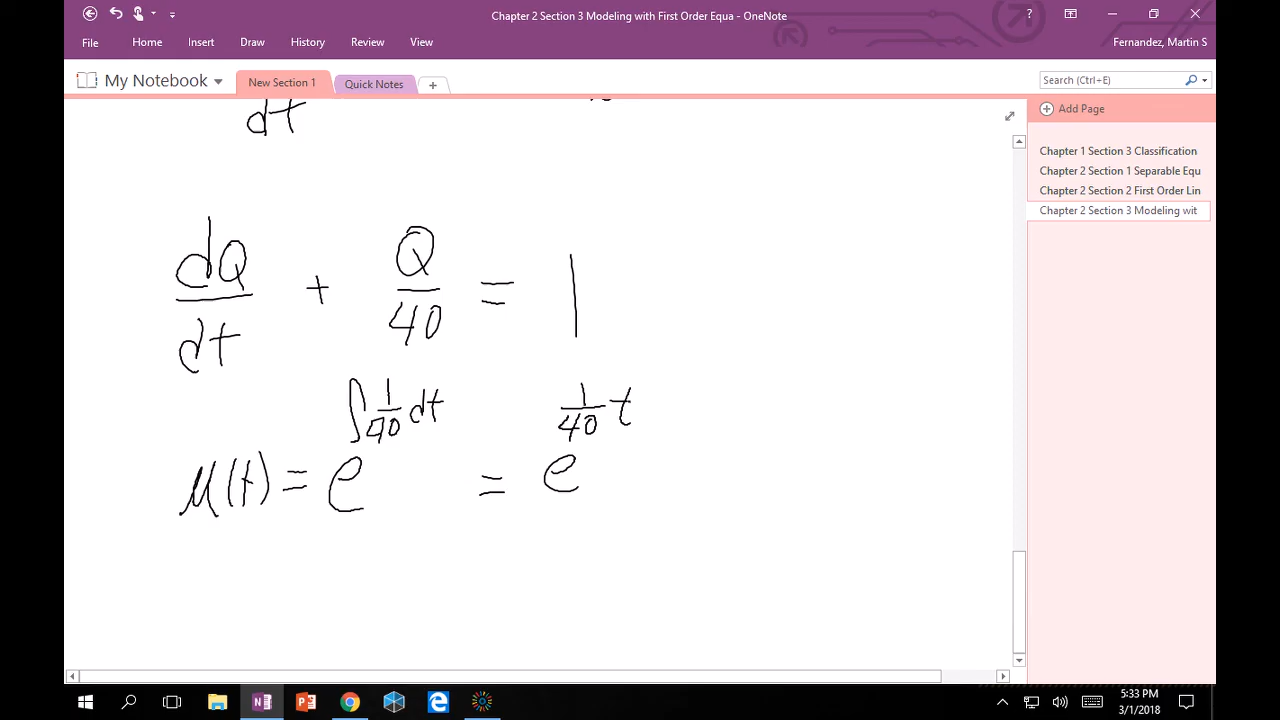 Chapter 2 Section 3 Modeling with First Order Equa - OneNote
?
File Home Insert Draw History Review View
Fernandez, Martin S
My Notebook
New Section 1
Quick Notes
+
Search (Ctrl+E)
Add Page
Chapter 1 Section 3 Classification
Chapter 2 Section 1 Separable Equ
Chapter 2 Section 2 First Order Lin
Chapter 2 Section 3 Modeling wit
dt
dQ/dt + Q/40 = 1
μ(t) = e^{∫ 1/40 dt} = e^{1/40 t}
5:33 PM
3/1/2018